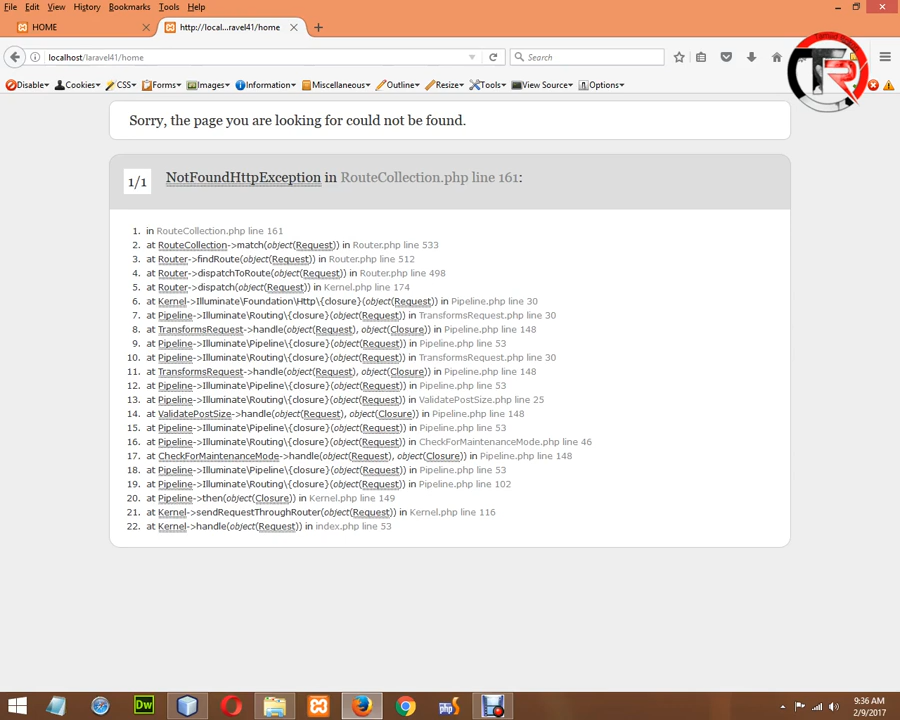 File Edit View History Bookmarks Tools Help
HOME
http://local...ravel41/home
localhost/laravel41/home
Search
Disable Cookies CSS Forms Images Information Miscellaneous Outline Resize Tools View Source Options
Sorry, the page you are looking for could not be found.
1/1 NotFoundHttpException in RouteCollection.php line 161:
1. in RouteCollection.php line 161
2. at RouteCollection->match(object(Request)) in Router.php line 533
3. at Router->findRoute(object(Request)) in Router.php line 512
4. at Router->dispatchToRoute(object(Request)) in Router.php line 498
5. at Router->dispatch(object(Request)) in Kernel.php line 174
6. at Kernel->Illuminate\Foundation\Http\{closure}(object(Request)) in Pipeline.php line 30
7. at Pipeline->Illuminate\Routing\{closure}(object(Request)) in TransformsRequest.php line 30
8. at TransformsRequest->handle(object(Request), object(Closure)) in Pipeline.php line 148
9. at Pipeline->Illuminate\Pipeline\{closure}(object(Request)) in Pipeline.php line 53
10. at Pipeline->Illuminate\Routing\{closure}(object(Request)) in TransformsRequest.php line 30
11. at TransformsRequest->handle(object(Request), object(Closure)) in Pipeline.php line 148
12. at Pipeline->Illuminate\Pipeline\{closure}(object(Request)) in Pipeline.php line 53
13. at Pipeline->Illuminate\Routing\{closure}(object(Request)) in ValidatePostSize.php line 25
14. at ValidatePostSize->handle(object(Request), object(Closure)) in Pipeline.php line 148
15. at Pipeline->Illuminate\Pipeline\{closure}(object(Request)) in Pipeline.php line 53
16. at Pipeline->Illuminate\Routing\{closure}(object(Request)) in CheckForMaintenanceMode.php line 46
17. at CheckForMaintenanceMode->handle(object(Request), object(Closure)) in Pipeline.php line 148
18. at Pipeline->Illuminate\Pipeline\{closure}(object(Request)) in Pipeline.php line 53
19. at Pipeline->Illuminate\Routing\{closure}(object(Request)) in Pipeline.php line 102
20. at Pipeline->then(object(Closure)) in Kernel.php line 149
21. at Kernel->sendRequestThroughRouter(object(Request)) in Kernel.php line 116
22. at Kernel->handle(object(Request)) in index.php line 53
Dw
php
9:36 AM
2/9/2017